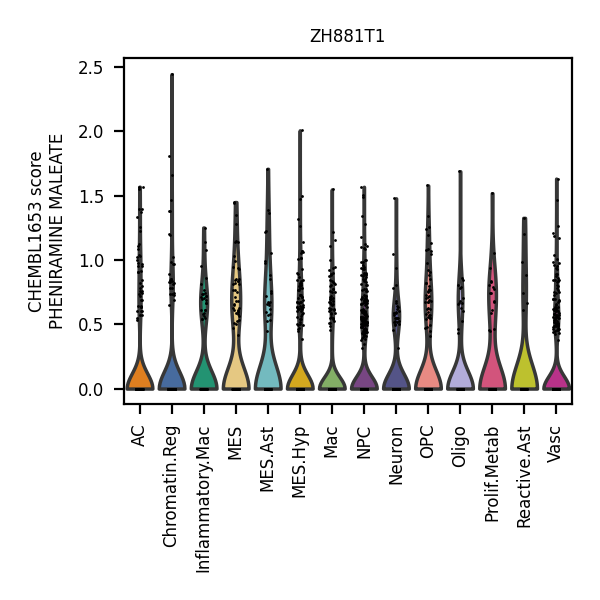 ZH881T1
CHEMBL1653 score
PHENIRAMINE MALEATE
2.5
2.0
1.5
1.0
0.5
0.0
AC
Chromatin.Reg
Inflammatory.Mac
MES
MES.Ast
MES.Hyp
Mac
NPC
Neuron
OPC
Oligo
Prolif.Metab
Reactive.Ast
Vasc